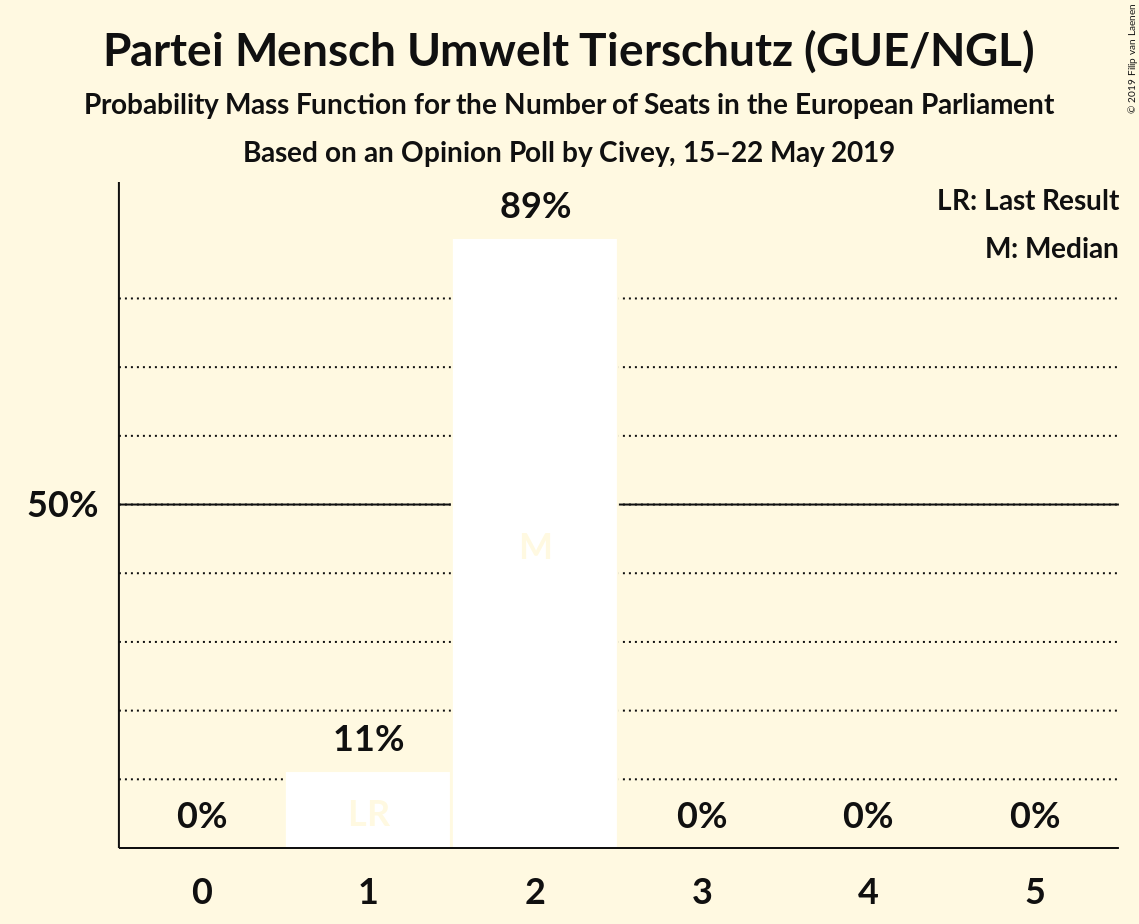 Partei Mensch Umwelt Tierschutz (GUE/NGL)
Probability Mass Function for the Number of Seats in the European Parliament
Based on an Opinion Poll by Civey, 15–22 May 2019
© 2019 Filip van Laenen
LR: Last Result
M: Median
89%
50%
M
11%
LR
0%
0%
0%
0%
0 1 2 3 4 5